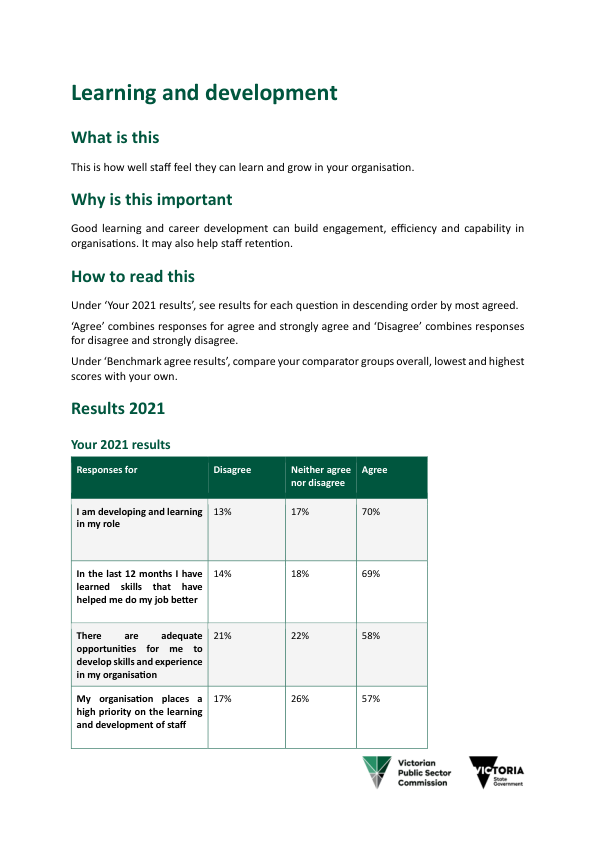 Learning and development
What is this
This is how well staff feel they can learn and grow in your organisation.
Why is this important
Good learning and career development can build engagement, efficiency and capability in
organisations. It may also help staff retention.
How to read this
Under ‘Your 2021 results’, see results for each question in descending order by most agreed.
‘Agree’ combines responses for agree and strongly agree and ‘Disagree’ combines responses
for disagree and strongly disagree.
Under ‘Benchmark agree results’, compare your comparator groups overall, lowest and highest
scores with your own.
Results 2021
Your 2021 results
Responses for Disagree Neither agree Agree
nor disagree
I am developing and learning 13% 17% 70%
in my role
In the last 12 months I have 14% 18% 69%
learned skills that have
helped me do my job better
There are adequate 21% 22% 58%
opportunities for me to
develop skills and experience
in my organisation
My organisation places a 17% 26% 57%
high priority on the learning
and development of staff
Victorian
Public Sector
Commission
VICTORIA
State
Government